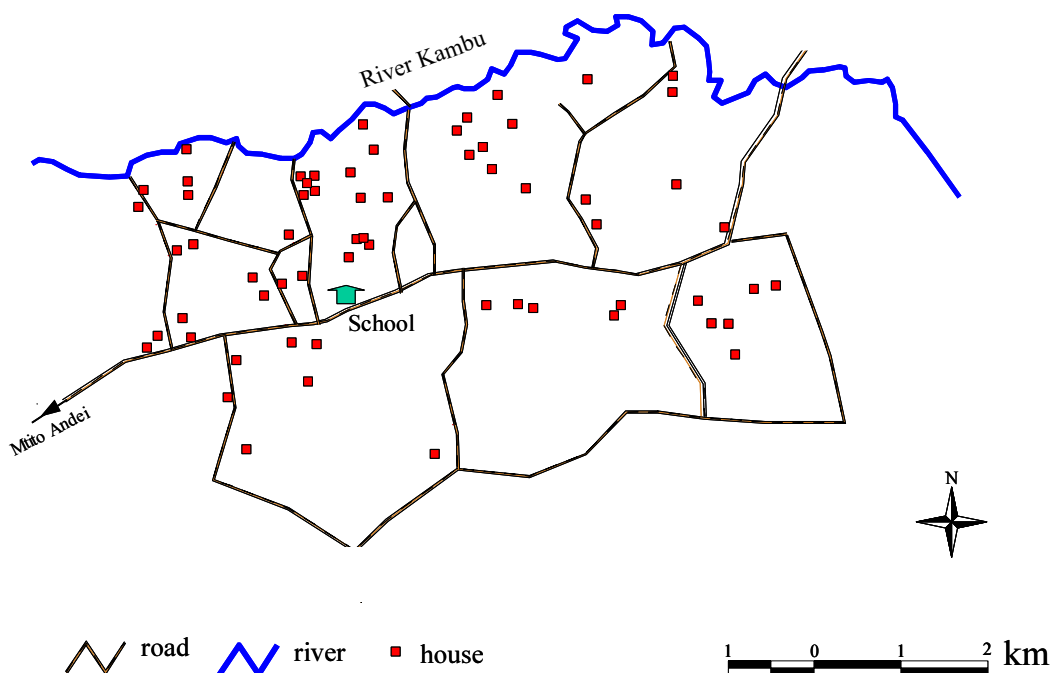 River Kambu
School
Mtito Andei
N
road
river
house
1 0 1 2 km